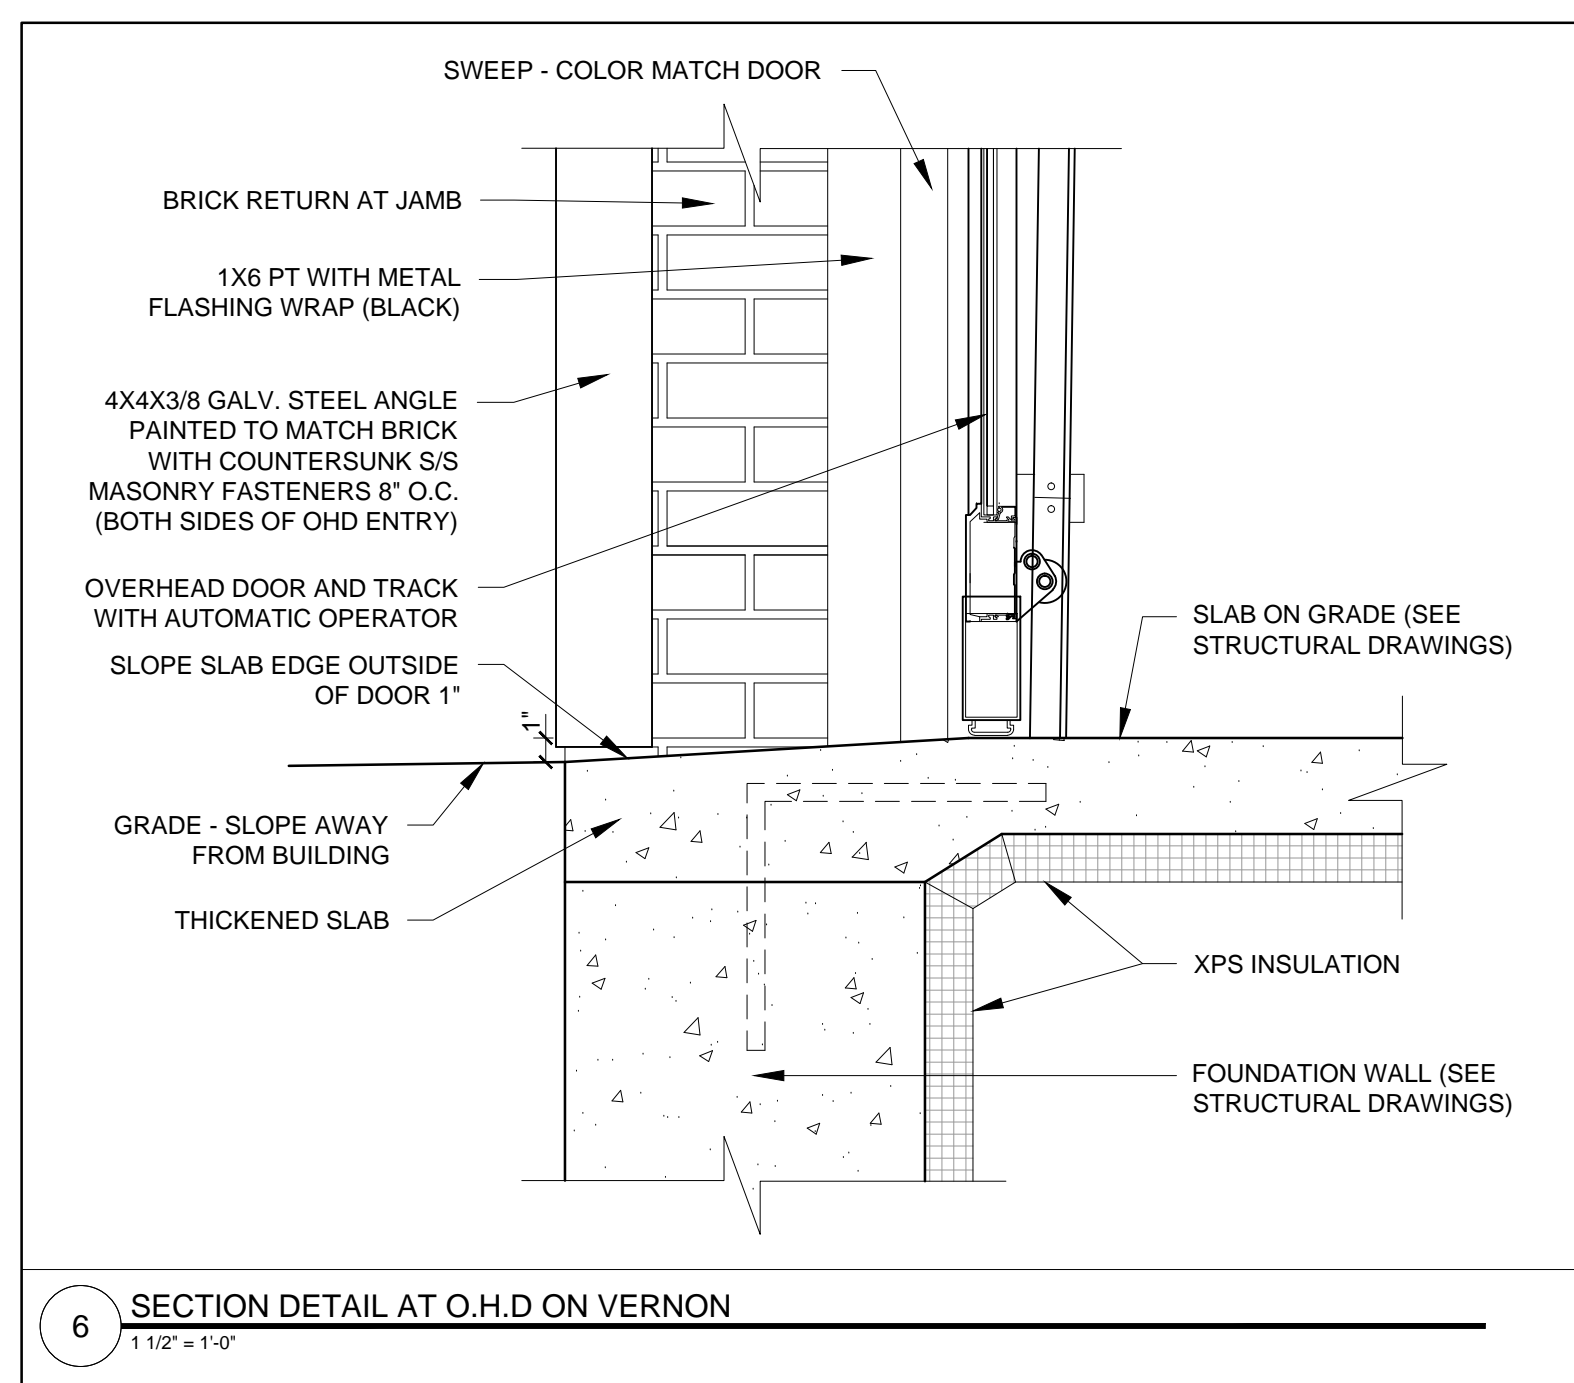 SWEEP - COLOR MATCH DOOR
BRICK RETURN AT JAMB
1X6 PT WITH METAL
FLASHING WRAP (BLACK)
4X4X3/8 GALV. STEEL ANGLE
PAINTED TO MATCH BRICK
WITH COUNTERSUNK S/S
MASONRY FASTENERS 8" O.C.
(BOTH SIDES OF OHD ENTRY)
OVERHEAD DOOR AND TRACK
WITH AUTOMATIC OPERATOR
SLOPE SLAB EDGE OUTSIDE
OF DOOR 1"
1"
GRADE - SLOPE AWAY
FROM BUILDING
THICKENED SLAB
SLAB ON GRADE (SEE
STRUCTURAL DRAWINGS)
XPS INSULATION
FOUNDATION WALL (SEE
STRUCTURAL DRAWINGS)
6
SECTION DETAIL AT O.H.D ON VERNON
1 1/2" = 1'-0"